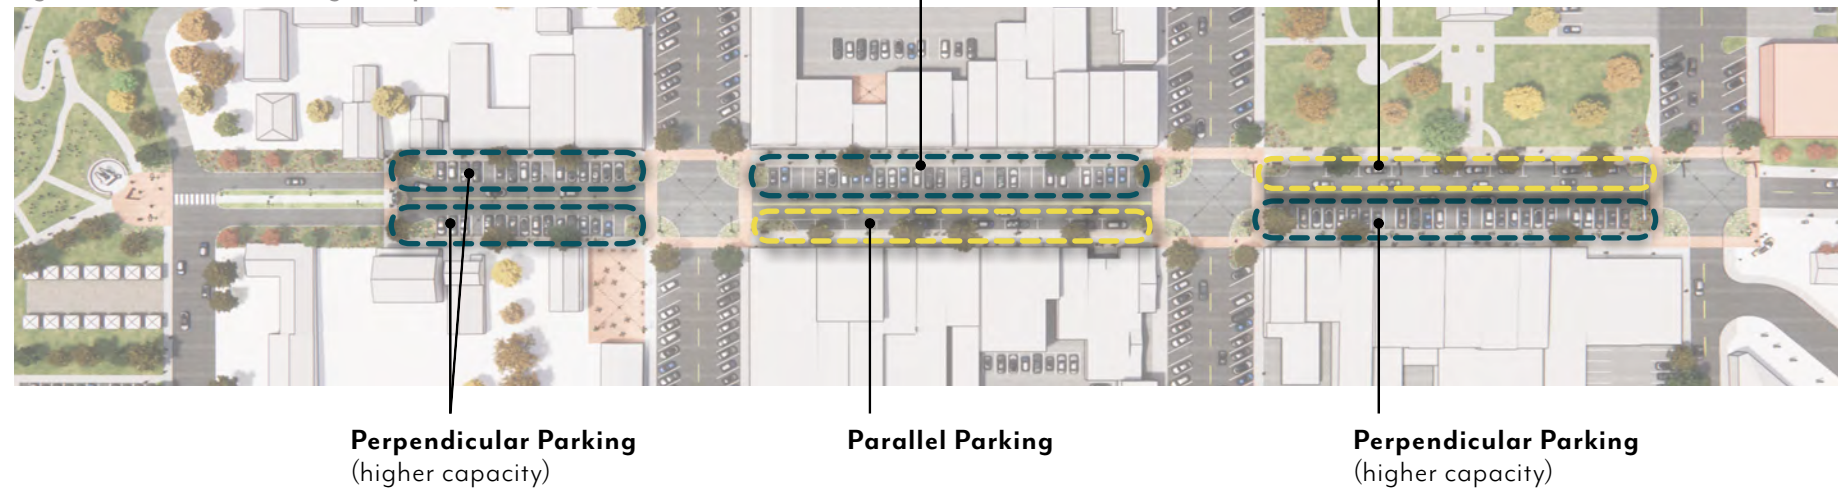 Perpendicular Parking
(higher capacity)
Parallel Parking
Perpendicular Parking
(higher capacity)